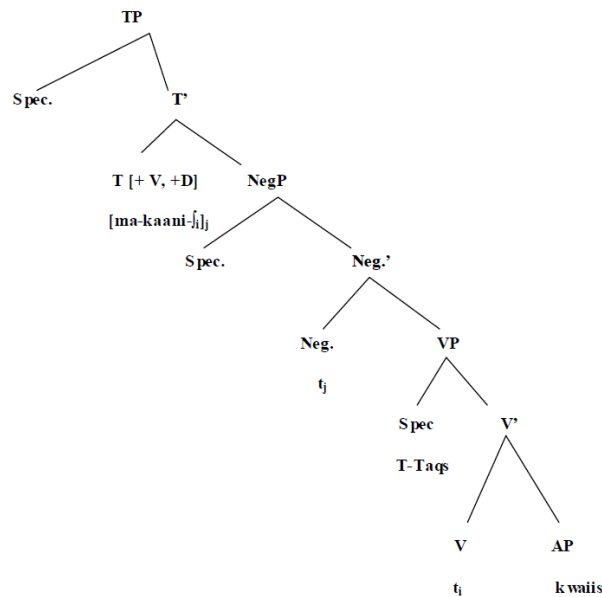 TP
Spec. T’
T [+ V, +D] NegP
[ma-kaani-ʃᵢ]ⱼ
Spec. Neg.’
Neg. VP
tⱼ
Spec V’
T-Taqs
V AP
tᵢ kwaiis